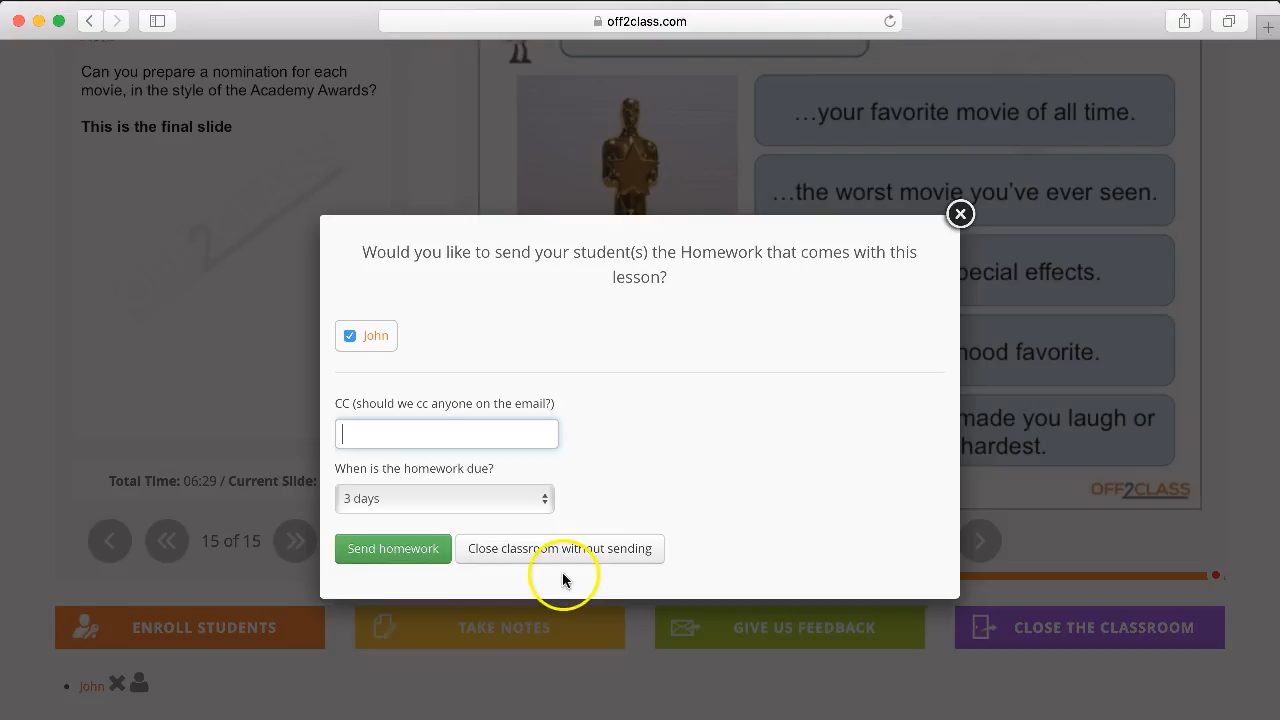 off2class.com
Can you prepare a nomination for each
movie, in the style of the Academy Awards?
This is the final slide
...your favorite movie of all time.
...the worst movie you've ever seen.
pecial effects.
hood favorite.
made you laugh or
hardest.
OFF2CLASS
Would you like to send your student(s) the Homework that comes with this
lesson?
John
CC (should we cc anyone on the email?)
When is the homework due?
3 days
Send homework
Close classroom without sending
Total Time: 06:29 / Current Slide:
15 of 15
ENROLL STUDENTS
TAKE NOTES
GIVE US FEEDBACK
CLOSE THE CLASSROOM
John